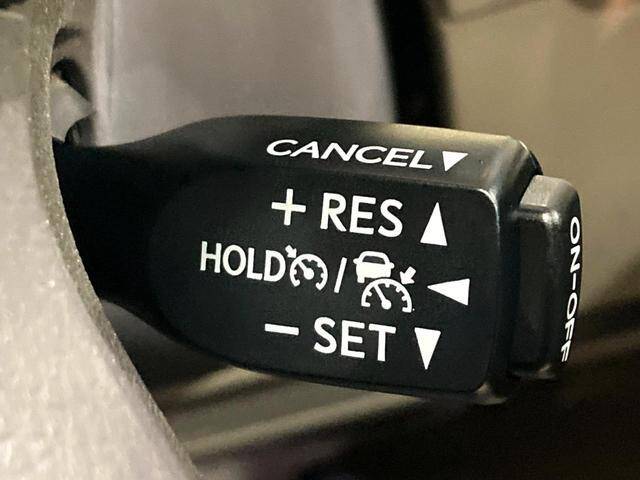 CANCEL▼
+ RES ▲
HOLD / ◀
− SET ▼
ON-OFF